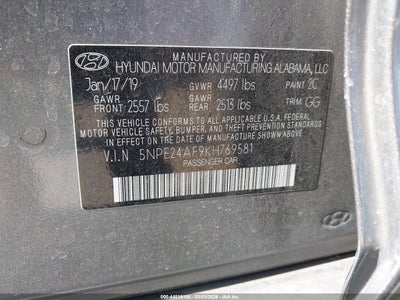 MANUFACTURED BY
HYUNDAI MOTOR MANUFACTURING ALABAMA, LLC
Jan/17/19 GVWR 4497 lbs PAINT 2C
GAWR FRONT 2557 lbs GAWR REAR 2513 lbs TRIM GG
THIS VEHICLE CONFORMS TO ALL APPLICABLE U.S.A FEDERAL
MOTOR VEHICLE SAFETY, BUMPER, AND THEFT PREVENTION
STANDARDS IN EFFECT ON THE DATE OF MANUFACTURE SHOWN ABOVE.
V.I.N 5NPE24AF9KH769581
PASSENGER CAR